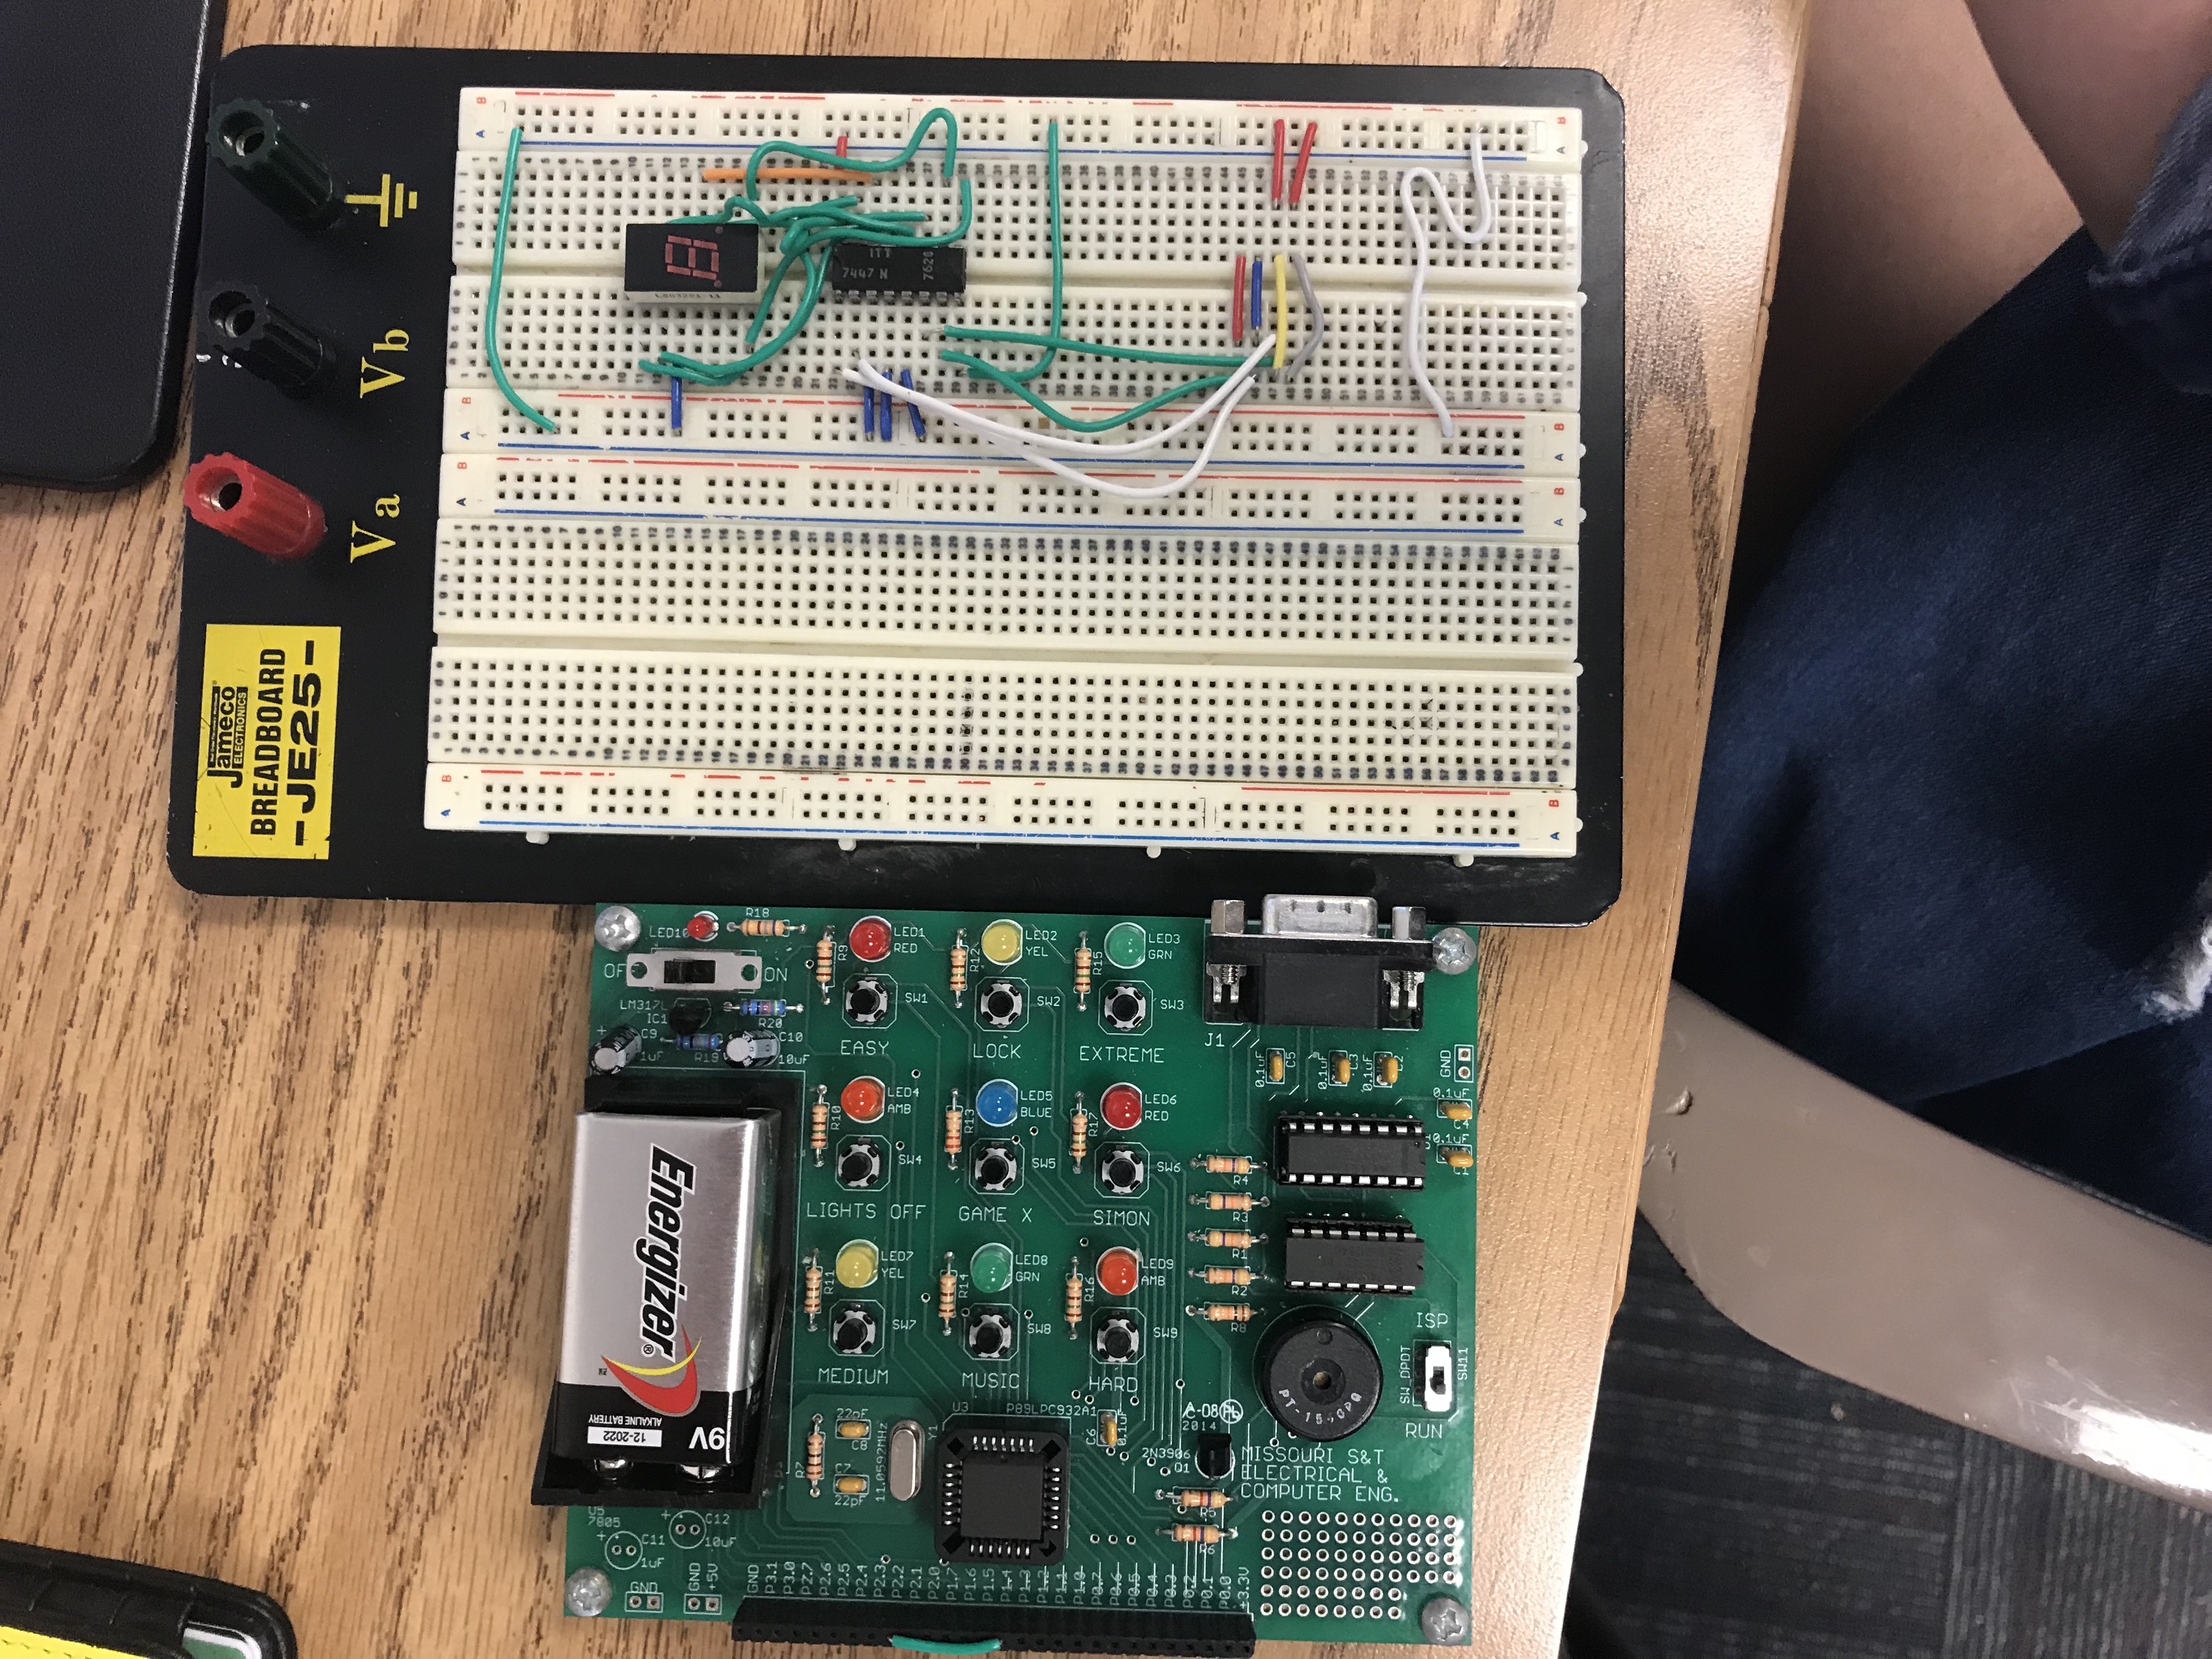 Jameco
ELECTRONICS
BREADBOARD
-JE25-
Va
Vb
12-2022
ALKALINE BATTERY
9V
Energizer
U5
7805
GND
C11
1uF
C12
10uF
GND
+5V
GND
P3.1
P3.0
P2.7
P2.6
P2.5
P2.4
P2.3
P2.2
P2.1
P2.0
P1.7
P1.6
P1.5
P1.4
P1.3
P1.2
P1.1
P1.0
P0.7
P0.6
P0.5
P0.4
P0.3
P0.2
P0.1
P0.0
+3.3V
LM317L
IC1
C9
R19
R20
C10
OFF
ON
LED10
R18
R7
22pF
C7
C8
22pF
11.0592MHz
Y1
U3
P89LPC932A1
MEDIUM
R11
SW7
LED7
YEL
LIGHTS OFF
R10
SW4
LED4
AMB
EASY
R9
SW1
LED1
RED
MUSIC
R14
SW8
LED8
GRN
GAME X
R13
SW5
LED5
BLUE
LOCK
R12
SW2
LED2
YEL
HARD
R16
SW9
LED9
AMB
SIMON
R17
SW6
LED6
RED
EXTREME
R15
SW3
LED3
GRN
C6
0.1uF
2N3906
Q1
2014
R6
R5
R8
R2
R1
R3
R4
J1
MISSOURI S&T
ELECTRICAL &
COMPUTER ENG.
0.1uF
C5
0.1uF
C3
0.1uF
C2
0.1uF
C1
0.1uF
C4
GND
SW_DPDT
RUN
ISP
SW11
ITT
7447N
7628